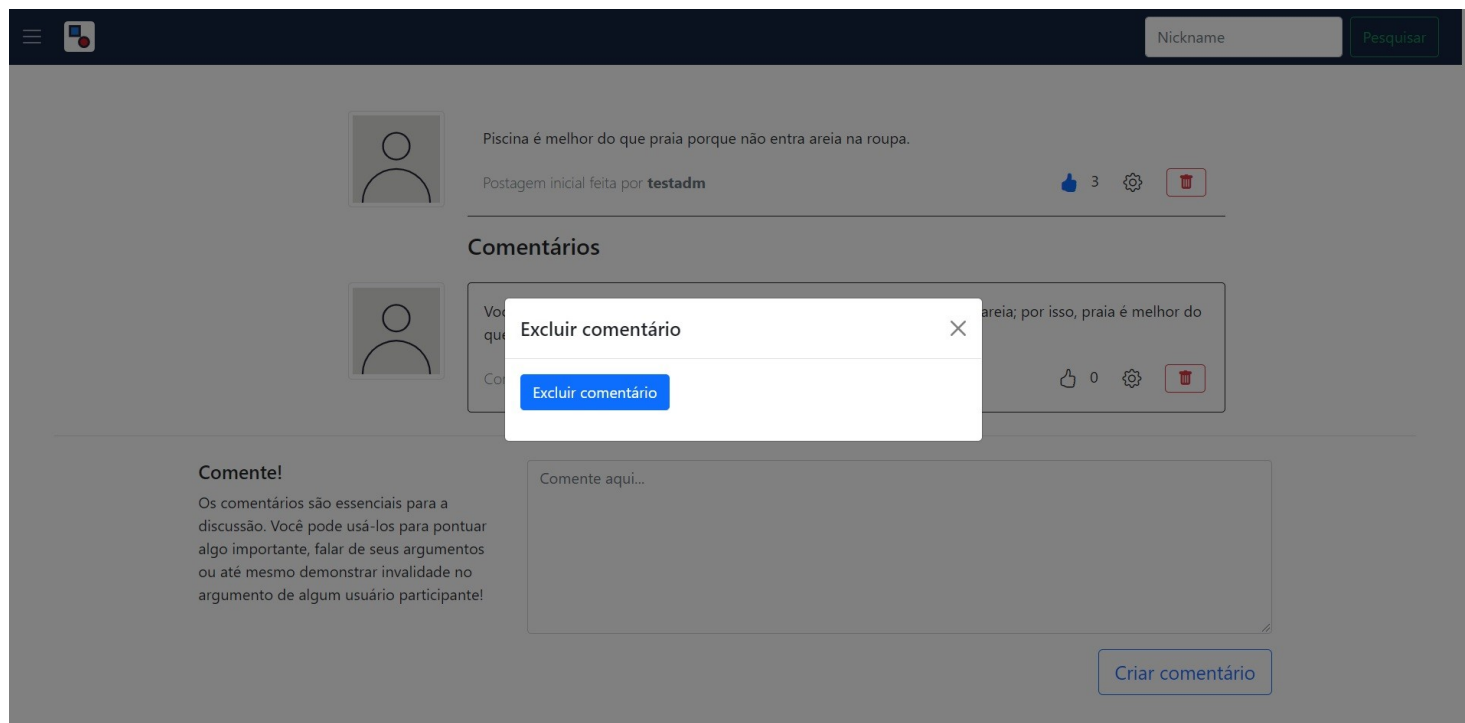 Nickname
Pesquisar
Piscina é melhor do que praia porque não entra areia na roupa.
Postagem inicial feita por testadm
3
Comentários
areia; por isso, praia é melhor do
0
Excluir comentário
Excluir comentário
Comente!
Os comentários são essenciais para a
discussão. Você pode usá-los para pontuar
algo importante, falar de seus argumentos
ou até mesmo demonstrar invalidade no
argumento de algum usuário participante!
Comente aqui...
Criar comentário